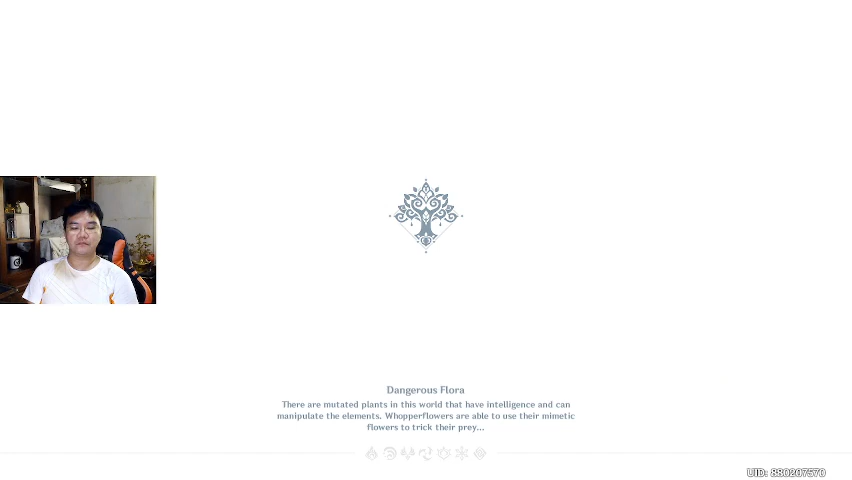 Dangerous Flora
There are mutated plants in this world that have intelligence and can
manipulate the elements. Whopperflowers are able to use their mimetic
flowers to trick their prey...
UID: 880207570